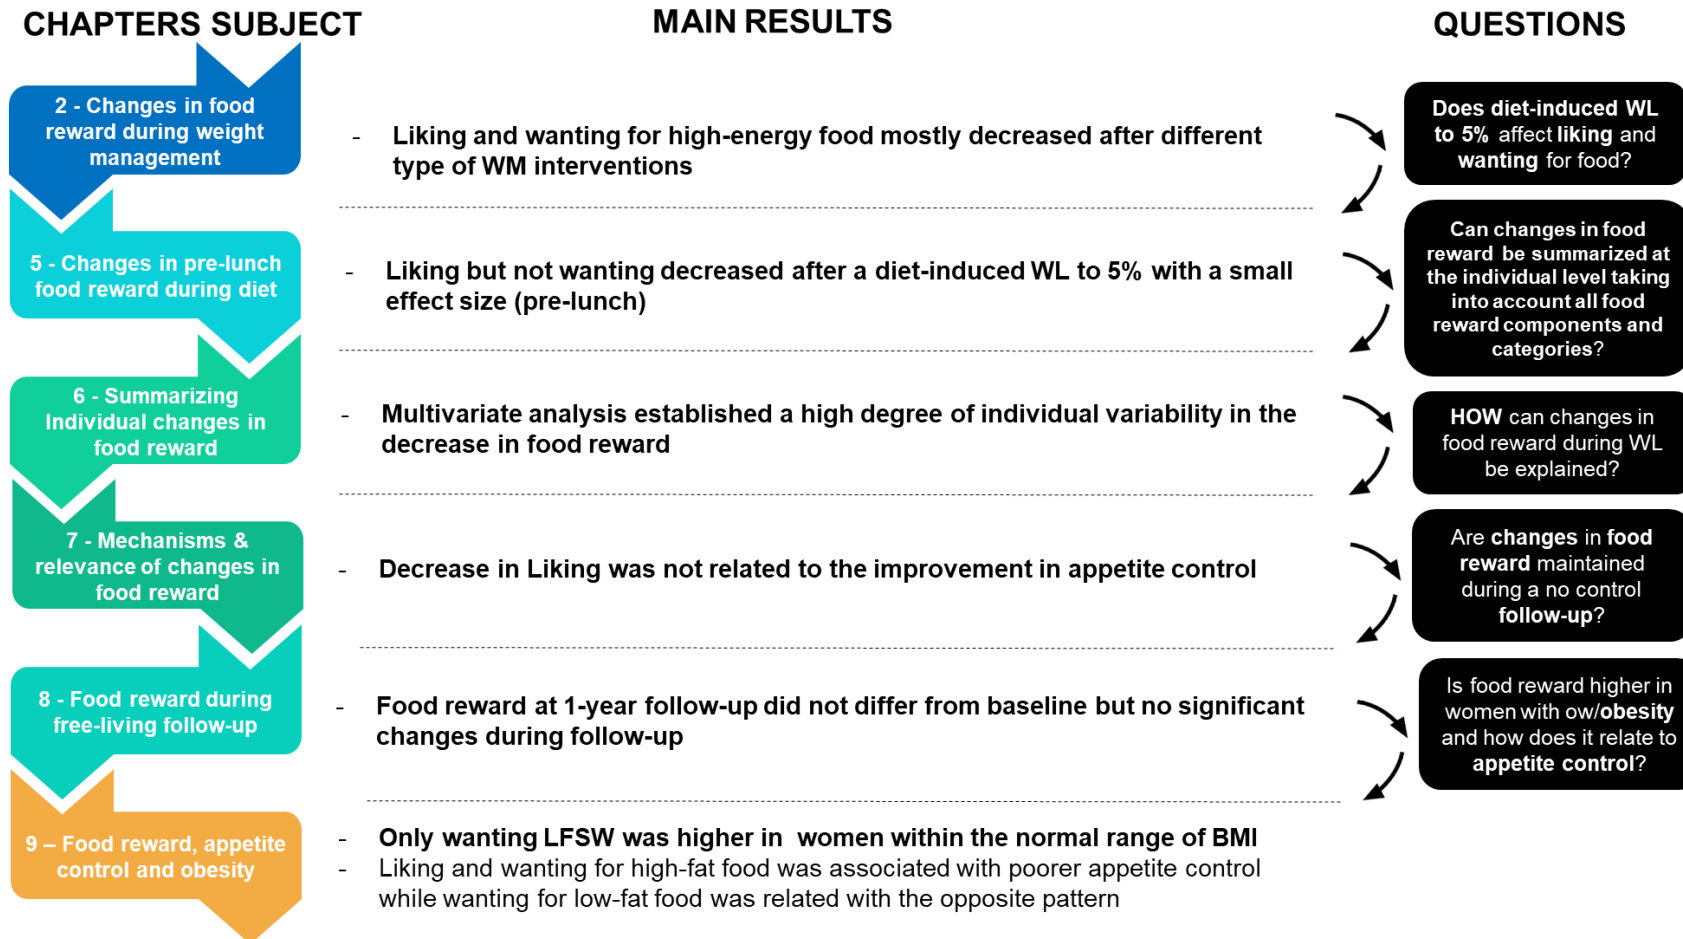 CHAPTERS SUBJECT
MAIN RESULTS
QUESTIONS
2 - Changes in food
reward during weight
management
- Liking and wanting for high-energy food mostly decreased after different
type of WM interventions
Does diet-induced WL
to 5% affect liking and
wanting for food?
5 - Changes in pre-lunch
food reward during diet
- Liking but not wanting decreased after a diet-induced WL to 5% with a small
effect size (pre-lunch)
Can changes in food
reward be summarized at
the individual level taking
into account all food
reward components and
categories?
6 - Summarizing
Individual changes in
food reward
- Multivariate analysis established a high degree of individual variability in the
decrease in food reward
HOW can changes in
food reward during WL
be explained?
7 - Mechanisms &
relevance of changes in
food reward
- Decrease in Liking was not related to the improvement in appetite control
Are changes in food
reward maintained
during a no control
follow-up?
8 - Food reward during
free-living follow-up
- Food reward at 1-year follow-up did not differ from baseline but no significant
changes during follow-up
Is food reward higher in
women with ow/obesity
and how does it relate to
appetite control?
9 – Food reward, appetite
control and obesity
- Only wanting LFSW was higher in women within the normal range of BMI
- Liking and wanting for high-fat food was associated with poorer appetite control
while wanting for low-fat food was related with the opposite pattern